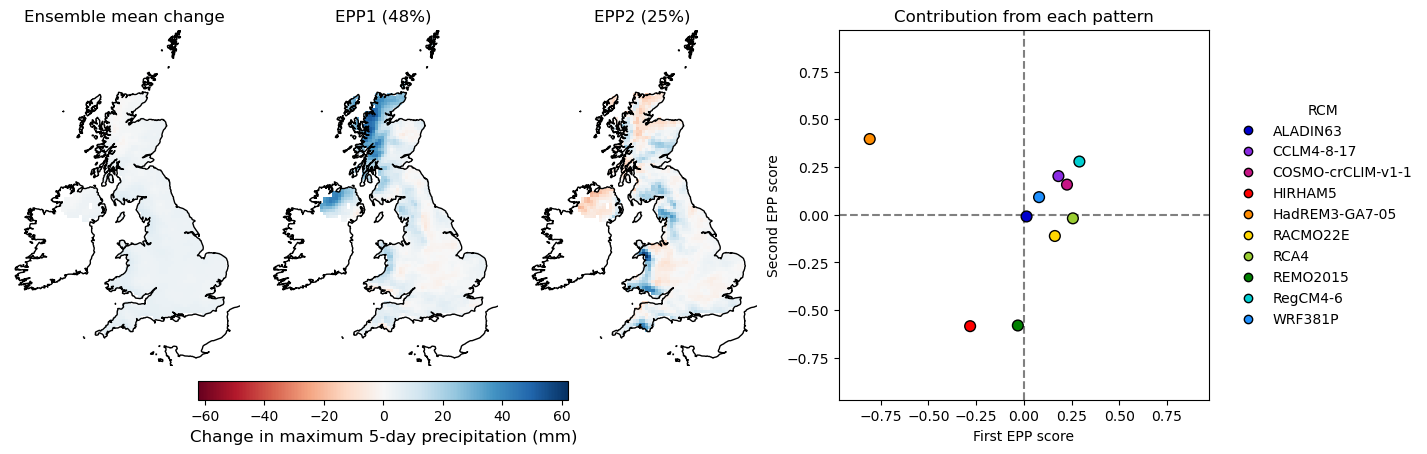 Ensemble mean change
EPP1 (48%)
EPP2 (25%)
Contribution from each pattern
0.75
0.50
0.25
0.00
−0.25
−0.50
−0.75
Second EPP score
−0.75 −0.50 −0.25 0.00 0.25 0.50 0.75
First EPP score
RCM
ALADIN63
CCLM4-8-17
COSMO-crCLIM-v1-1
HIRHAM5
HadREM3-GA7-05
RACMO22E
RCA4
REMO2015
RegCM4-6
WRF381P
−60 −40 −20 0 20 40 60
Change in maximum 5-day precipitation (mm)